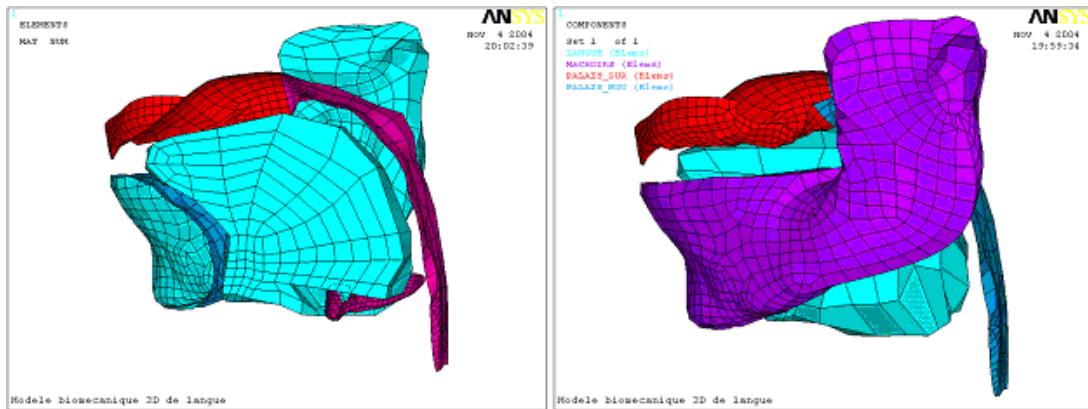 1
ELEMENTS
MAT NUM
ANSYS
NOV 4 2004
20:02:39
Modele biomecanique 3D de langue
1
COMPONENTS
Set 1 of 1
LANGUE (Elems)
MACHOIRE (Elems)
PALAIS_DUR (Elems)
PALAIS_MOU (Elems)
ANSYS
NOV 4 2004
19:59:34
Modele biomecanique 3D de langue